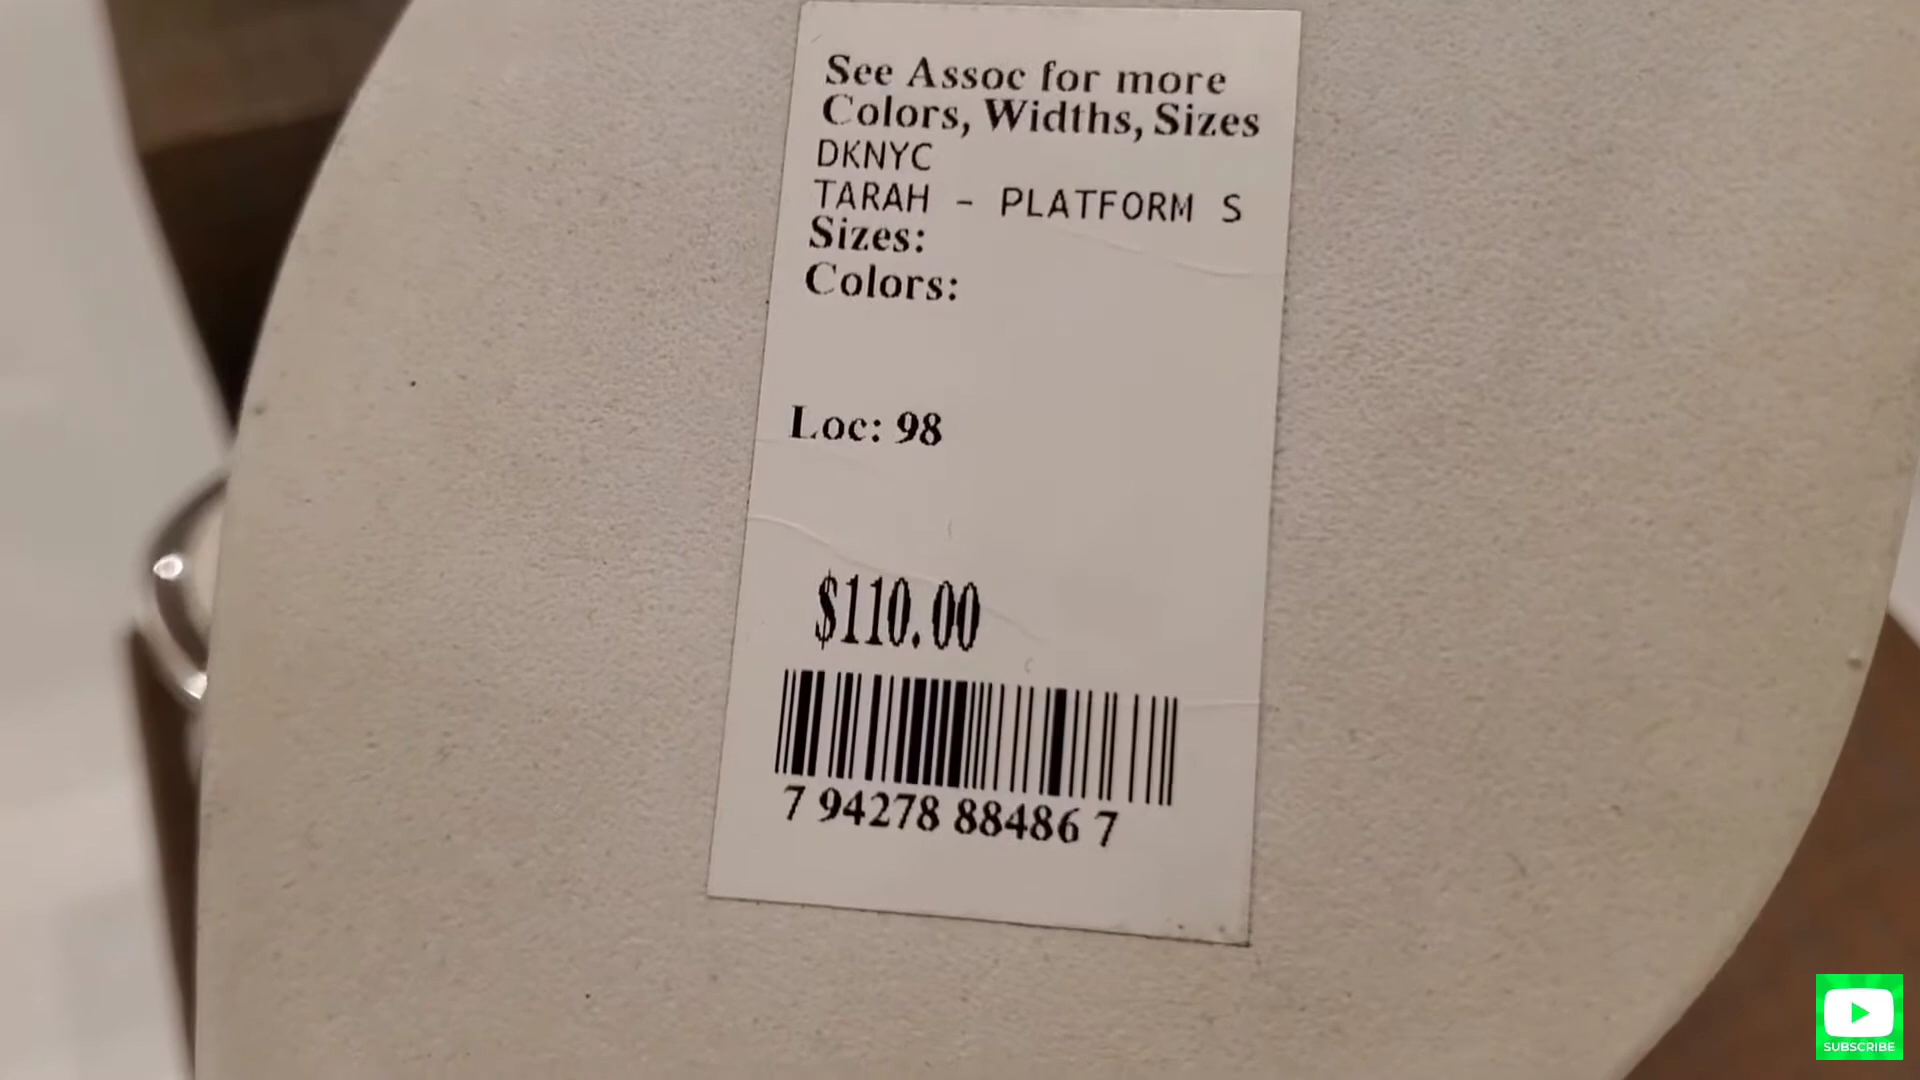 See Assoc for more
Colors, Widths, Sizes
DKNYC
TARAH - PLATFORM S
Sizes:
Colors:
Loc: 98
$110.00
7 94278 88486 7
SUBSCRIBE